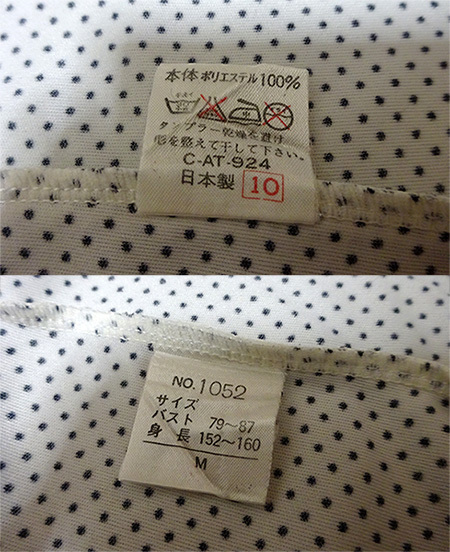 本体 ポリエステル100%
タンブラー乾燥を避け
形を整えて干して下さい。
C-AT-924
日本製 10
NO.1052
サイズ
バスト 79〜87
身長 152〜160
M